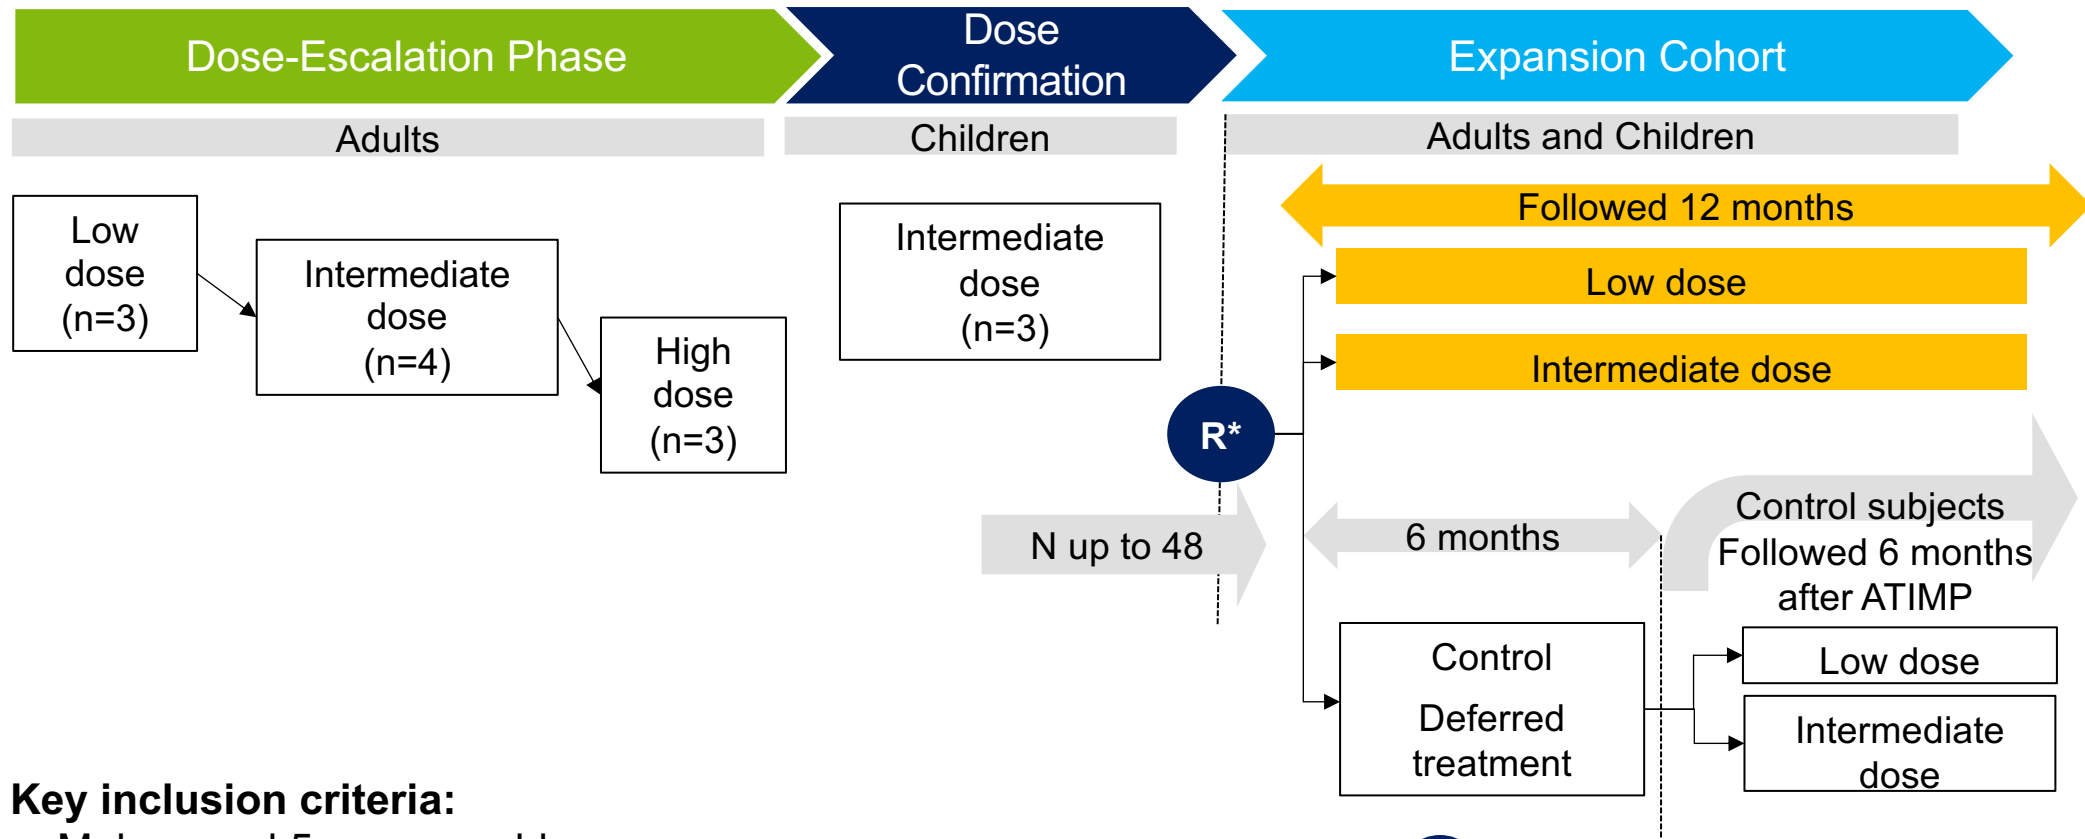 Dose-Escalation Phase
Dose
Confirmation
Expansion Cohort
Adults
Children
Adults and Children
Low
dose
(n=3)
Intermediate
dose
(n=4)
High
dose
(n=3)
Intermediate
dose
(n=3)
Followed 12 months
Low dose
Intermediate dose
R*
N up to 48
6 months
Control subjects
Followed 6 months
after ATIMP
Control
Deferred
treatment
Low dose
Intermediate
dose
Key inclusion criteria: